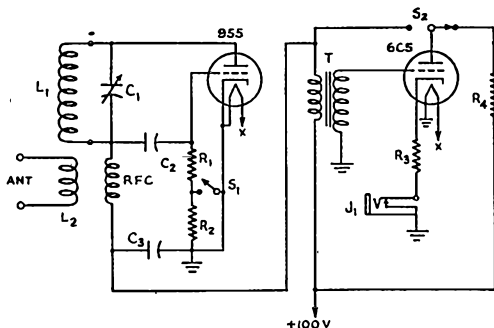 955
S2
6C5
L1
C1
T
R4
C2
R1
R3
ANT
RFC
S1
X
X
L2
R2
J1
V
C3
+100V